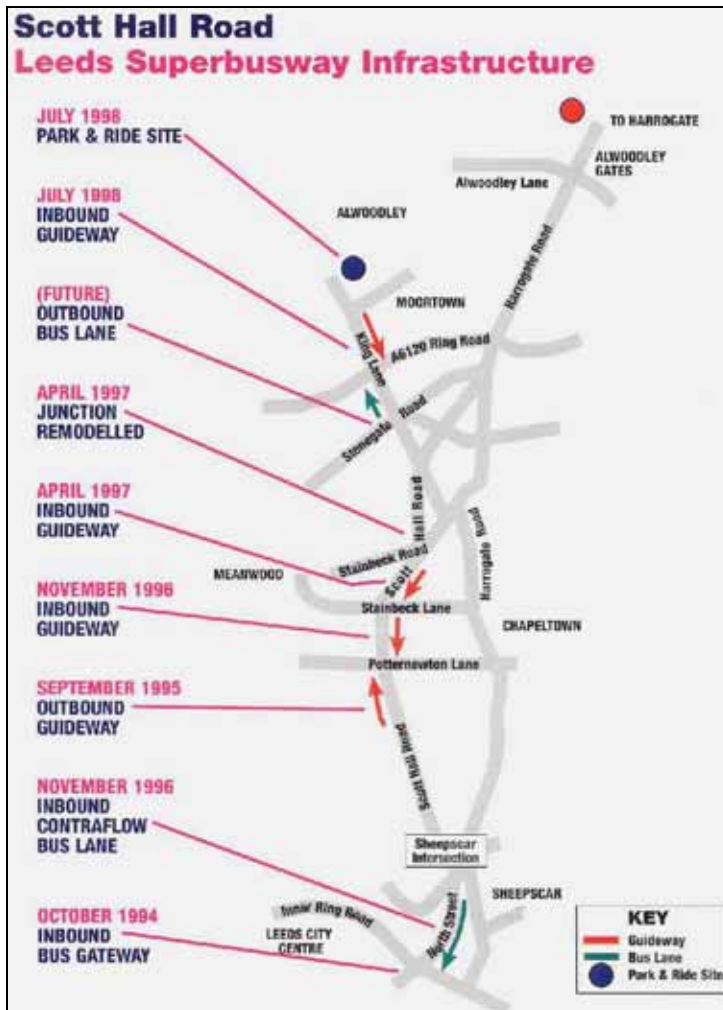 Scott Hall Road
Leeds Superbusway Infrastructure
JULY 1998
PARK & RIDE SITE
TO HARROGATE
ALWOODLEY
GATES
Alwoodley Lane
JULY 1998
INBOUND
GUIDEWAY
ALWOODLEY
Harrogate Road
(FUTURE)
OUTBOUND
BUS LANE
MOORTOWN
King Lane
A6120 Ring Road
APRIL 1997
JUNCTION
REMODELLED
Stonegate Road
Scott Hall Road
APRIL 1997
INBOUND
GUIDEWAY
Stainbeck Road
Harrogate Road
MEANWOOD
Stainbeck Lane
NOVEMBER 1996
INBOUND
GUIDEWAY
CHAPELTOWN
Potternewton Lane
SEPTEMBER 1995
OUTBOUND
GUIDEWAY
Scott Hall Road
NOVEMBER 1996
INBOUND
CONTRAFLOW
BUS LANE
Sheepscar
Intersection
SHEEPSCAR
OCTOBER 1994
INBOUND
BUS GATEWAY
Inner Ring Road
LEEDS CITY
CENTRE
North Street
KEY
Guideway
Bus Lane
Park & Ride Site